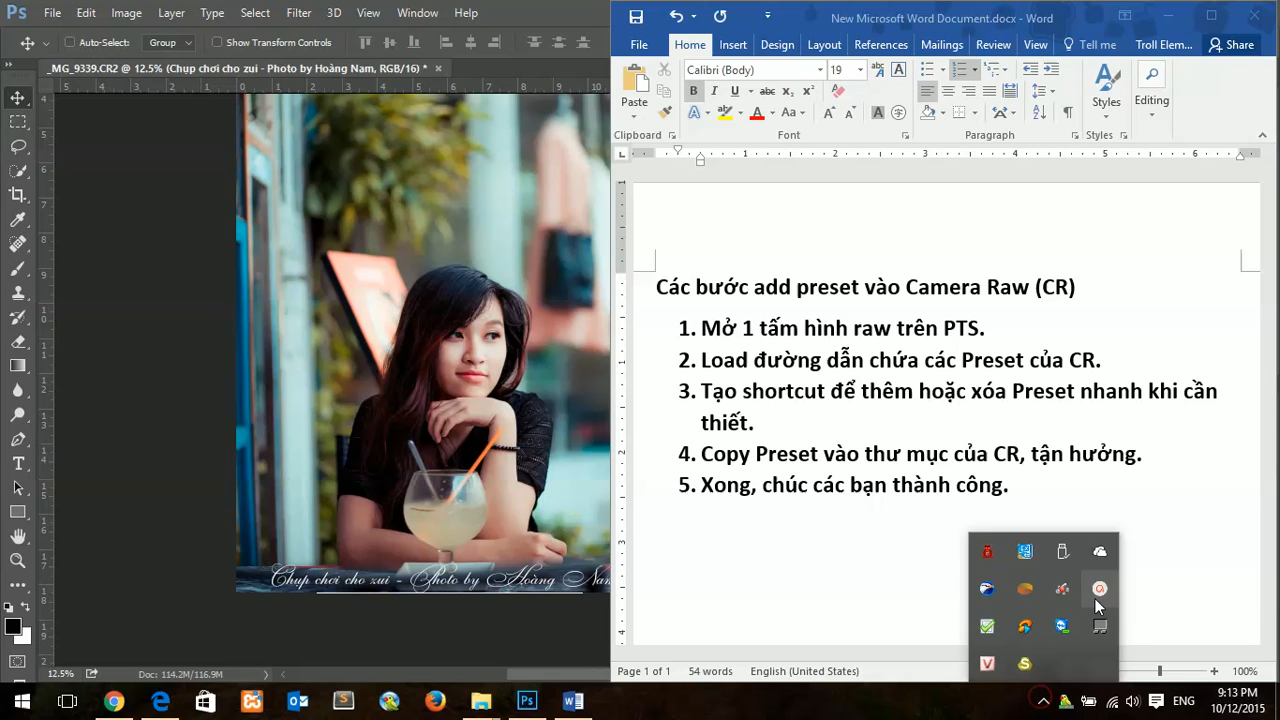 Ps File Edit Image Layer Type Select Filter 3D View
Auto-Select: Group Show Transform Controls
_MG_9339.CR2 @ 12.5% (Chụp chơi cho zui - Photo by Hoàng Nam, RGB/16) *
Chụp chơi cho zui - Photo by Hoàng Nam
12.5% Doc: 114.2M/116.9M
New Microsoft Word Document.docx - Word
File Home Insert Design Layout References Mailings Review View Tell me Troll Elem... Share
Calibri (Body) 19
Paste
Styles
Editing
Clipboard Font Paragraph Styles
Các bước add preset vào Camera Raw (CR)
1. Mở 1 tấm hình raw trên PTS.
2. Load đường dẫn chứa các Preset của CR.
3. Tạo shortcut để thêm hoặc xóa Preset nhanh khi cần
thiết.
4. Copy Preset vào thư mục của CR, tận hưởng.
5. Xong, chúc các bạn thành công.
Page 1 of 1 54 words English (United States) 100%
ENG
9:13 PM
10/12/2015